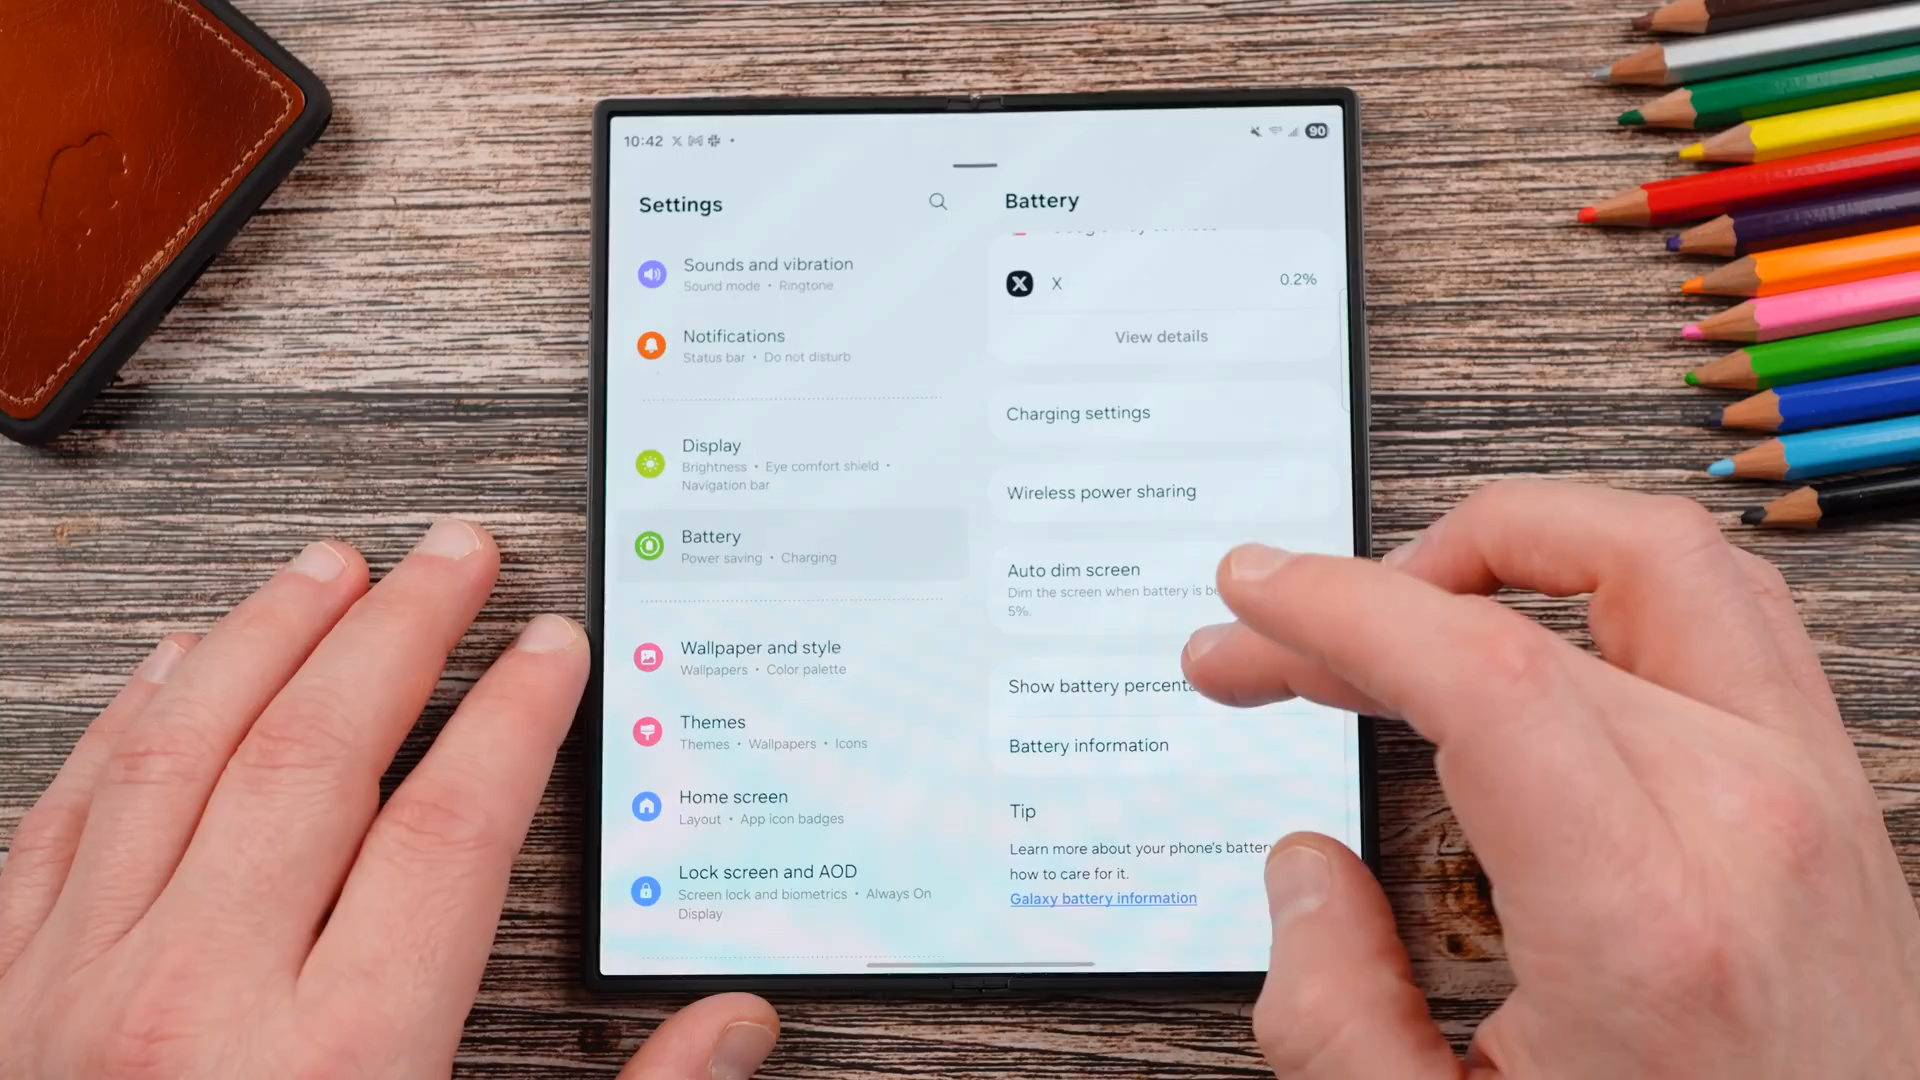 10:42
90
Settings
Sounds and vibration
Sound mode • Ringtone
Notifications
Status bar • Do not disturb
Display
Brightness • Eye comfort shield •
Navigation bar
Battery
Power saving • Charging
Wallpaper and style
Wallpapers • Color palette
Themes
Themes • Wallpapers • Icons
Home screen
Layout • App icon badges
Lock screen and AOD
Screen lock and biometrics • Always On
Display
Battery
X 0.2%
View details
Charging settings
Wireless power sharing
Auto dim screen
Dim the screen when battery is be
5%.
Show battery percenta
Battery information
Tip
Learn more about your phone's battery
how to care for it.
Galaxy battery information